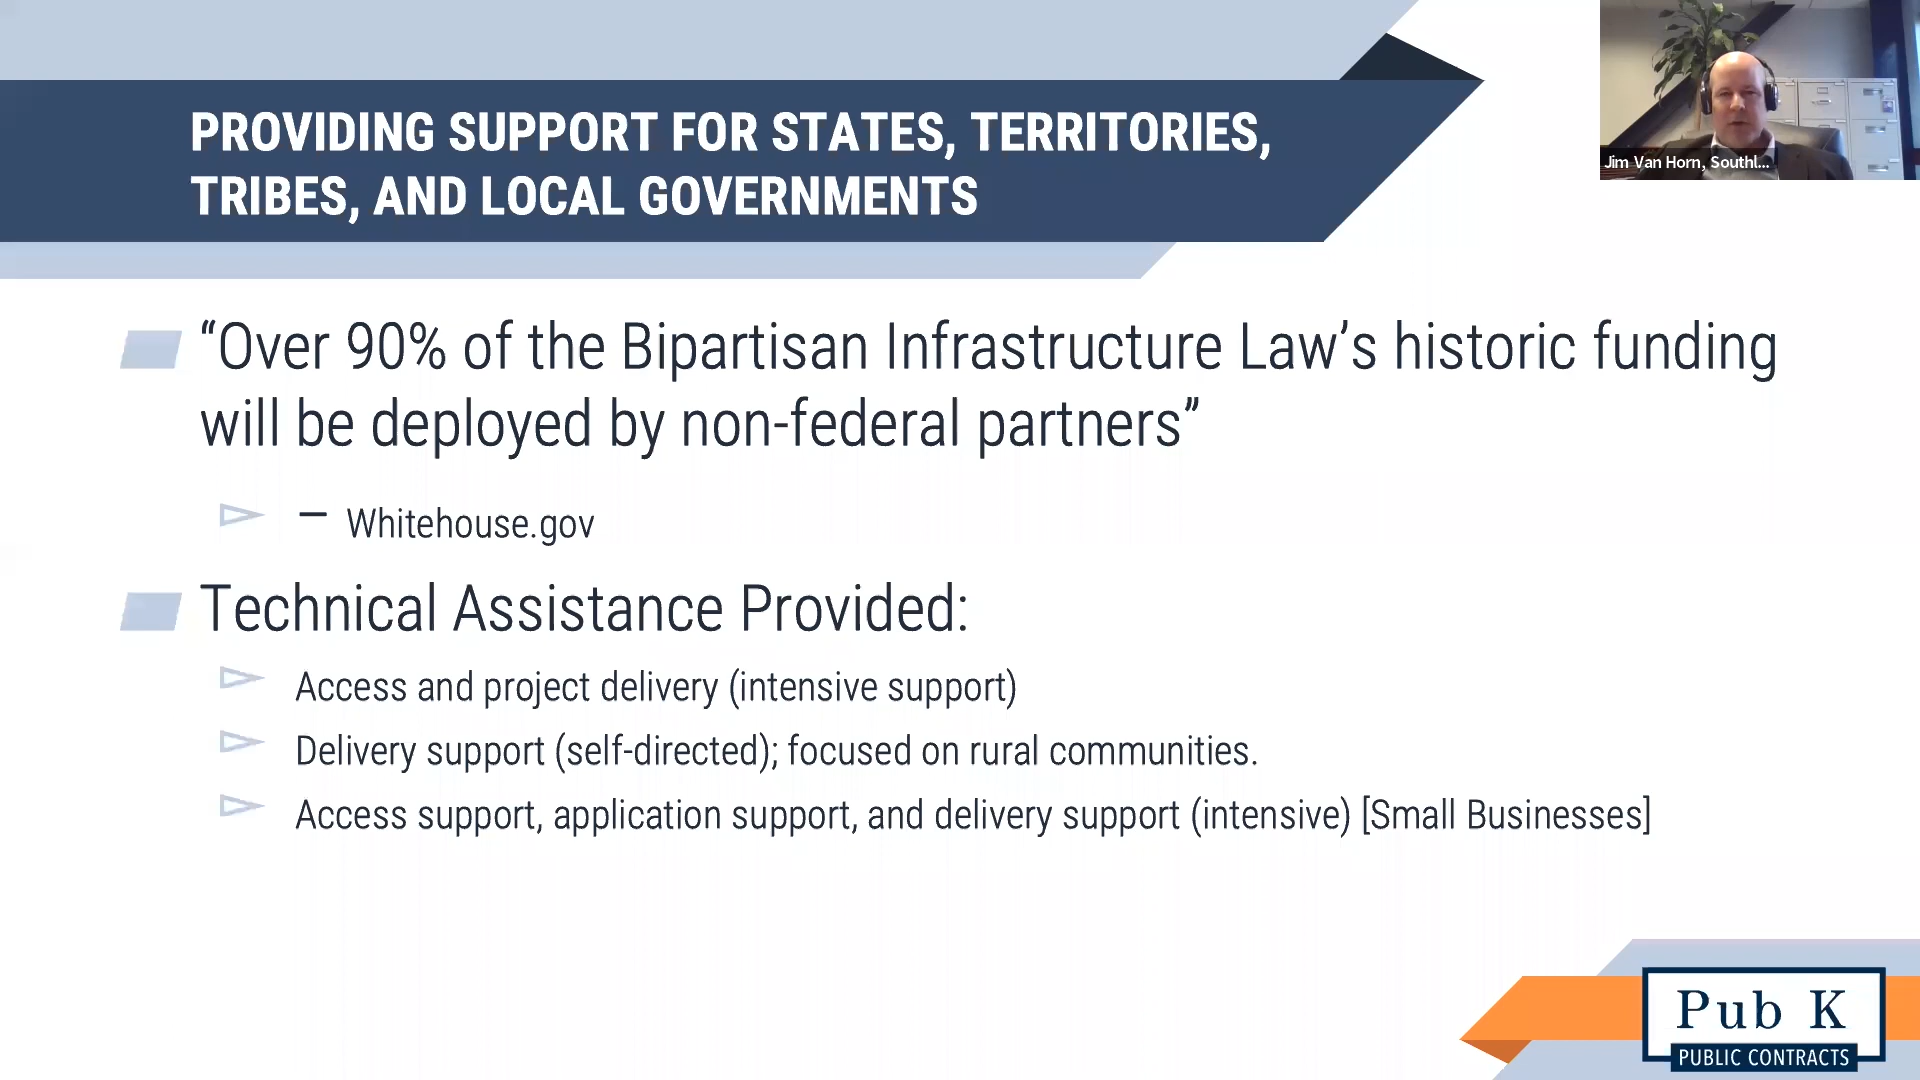 PROVIDING SUPPORT FOR STATES, TERRITORIES,
TRIBES, AND LOCAL GOVERNMENTS
Jim Van Horn, Southl...
“Over 90% of the Bipartisan Infrastructure Law’s historic funding
will be deployed by non-federal partners”
– Whitehouse.gov
Technical Assistance Provided:
Access and project delivery (intensive support)
Delivery support (self-directed); focused on rural communities.
Access support, application support, and delivery support (intensive) [Small Businesses]
Pub K
PUBLIC CONTRACTS